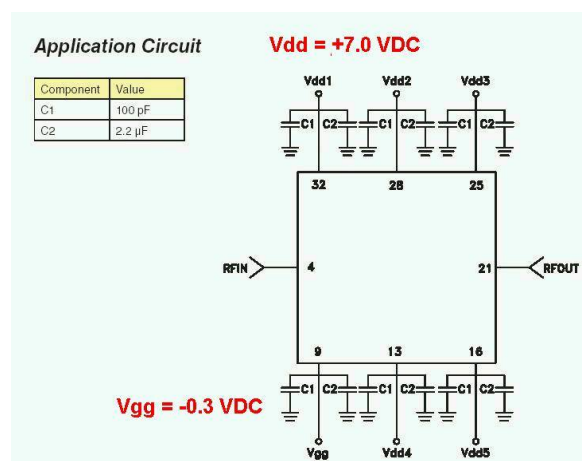 Application Circuit
Vdd = +7.0 VDC
Component Value
C1 100 pF
C2 2.2 µF
Vdd1 Vdd2 Vdd3
C1 C2 C1 C2 C1 C2
32 28 25
RFIN 4 21 RFOUT
9 13 16
C1 C2 C1 C2 C1 C2
Vgg = -0.3 VDC
Vgg Vdd4 Vdd5